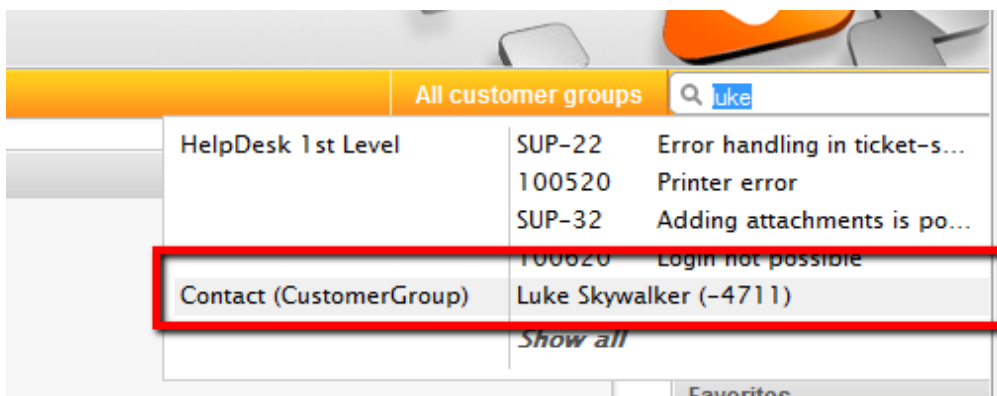 All customer groups luke
HelpDesk 1st Level SUP-22 Error handling in ticket-s...
100520 Printer error
SUP-32 Adding attachments is po...
100620 Login not possible
Contact (CustomerGroup) Luke Skywalker (-4711)
Show all
Favorites